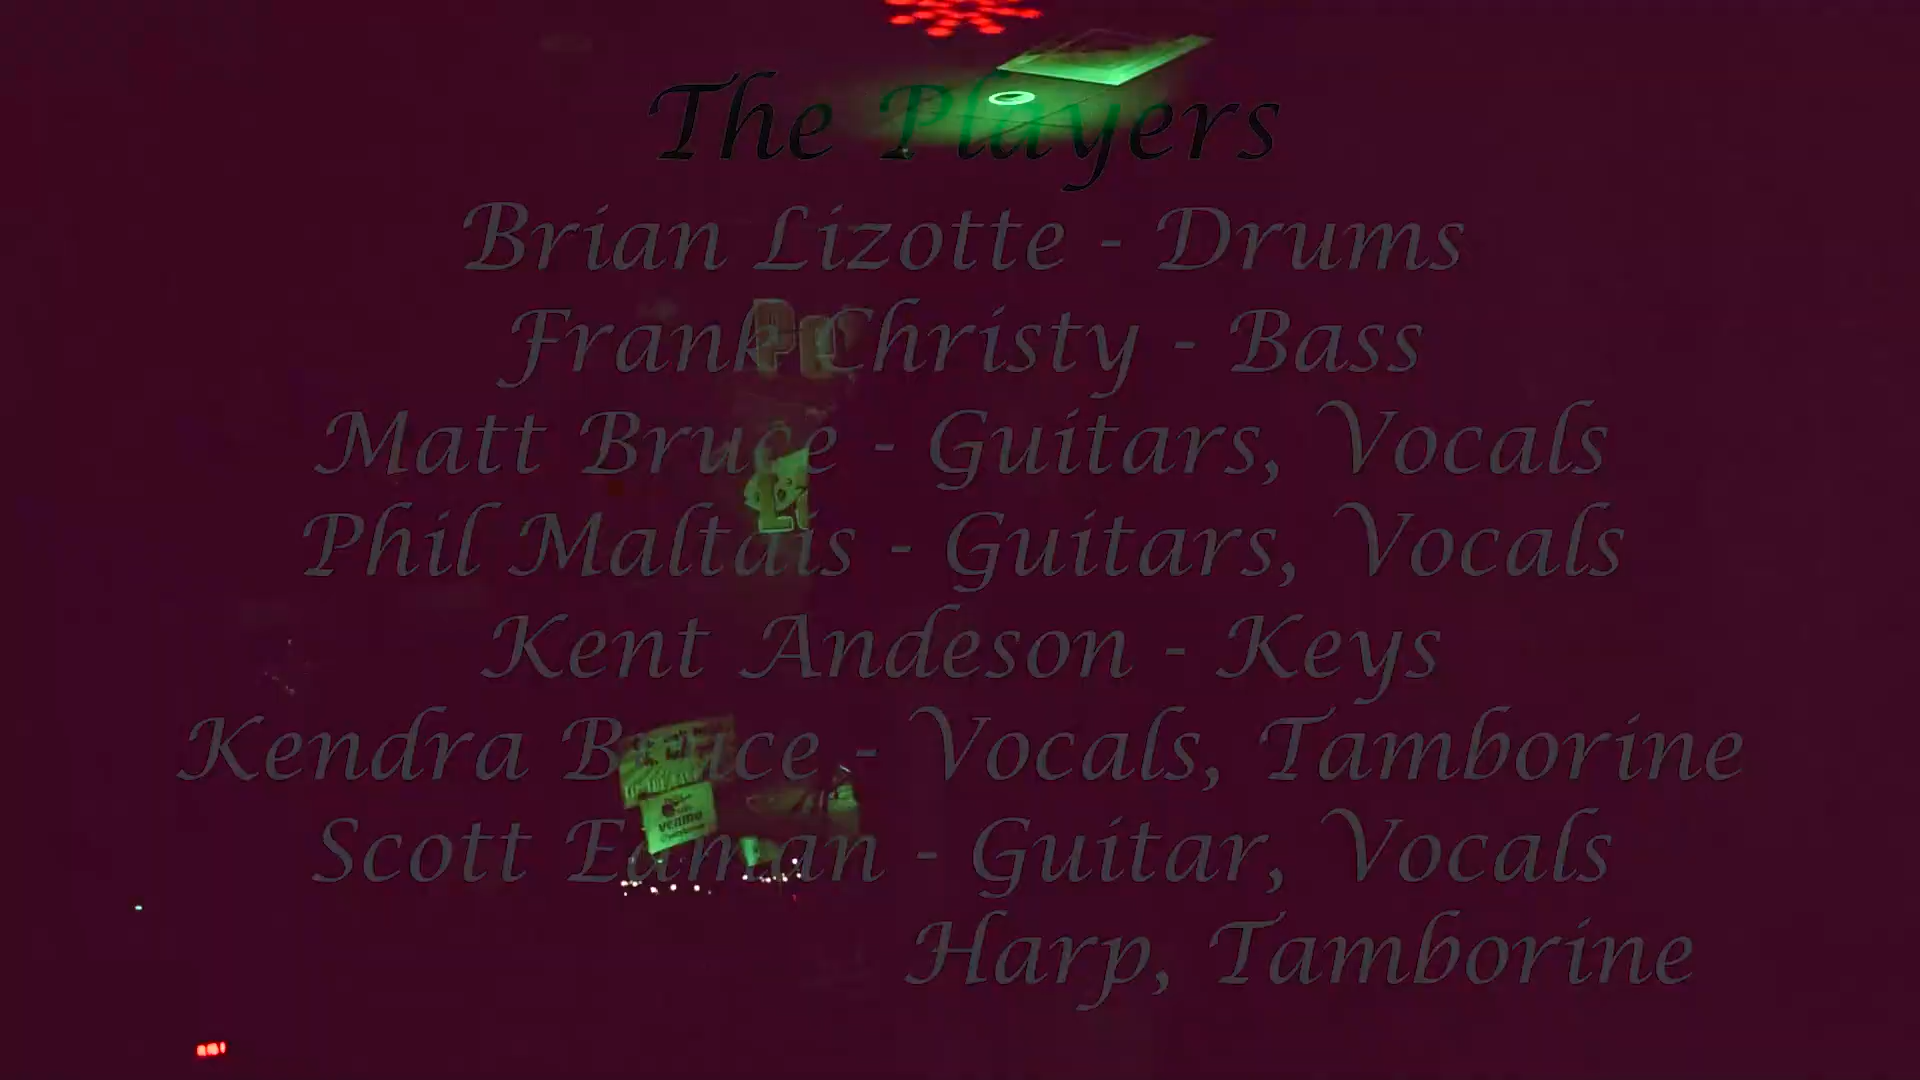 The Players
Brian Lizotte - Drums
Frank Christy - Bass
Matt Bruce - Guitars, Vocals
Phil Maltais - Guitars, Vocals
Kent Andeson - Keys
Kendra Bruce - Vocals, Tamborine
Scott Eaman - Guitar, Vocals
Harp, Tamborine
venmo